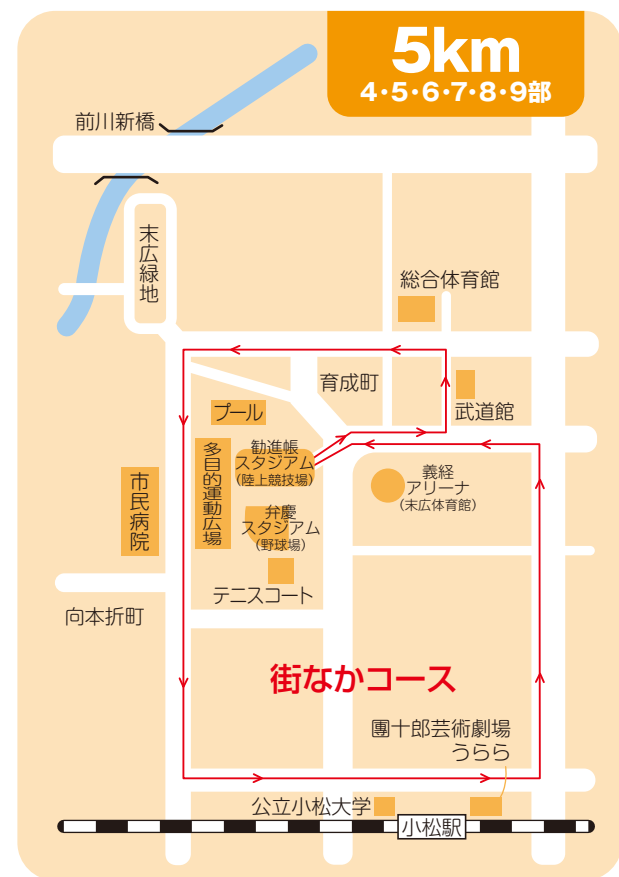 5km
4・5・6・7・8・9部
前川新橋
末広緑地
総合体育館
育成町
武道館
プール
勧進帳
スタジアム
(陸上競技場)
多目的運動広場
義経
アリーナ
(末広体育館)
市民病院
弁慶
スタジアム
(野球場)
テニスコート
向本折町
街なかコース
團十郎芸術劇場
うらら
公立小松大学
小松駅